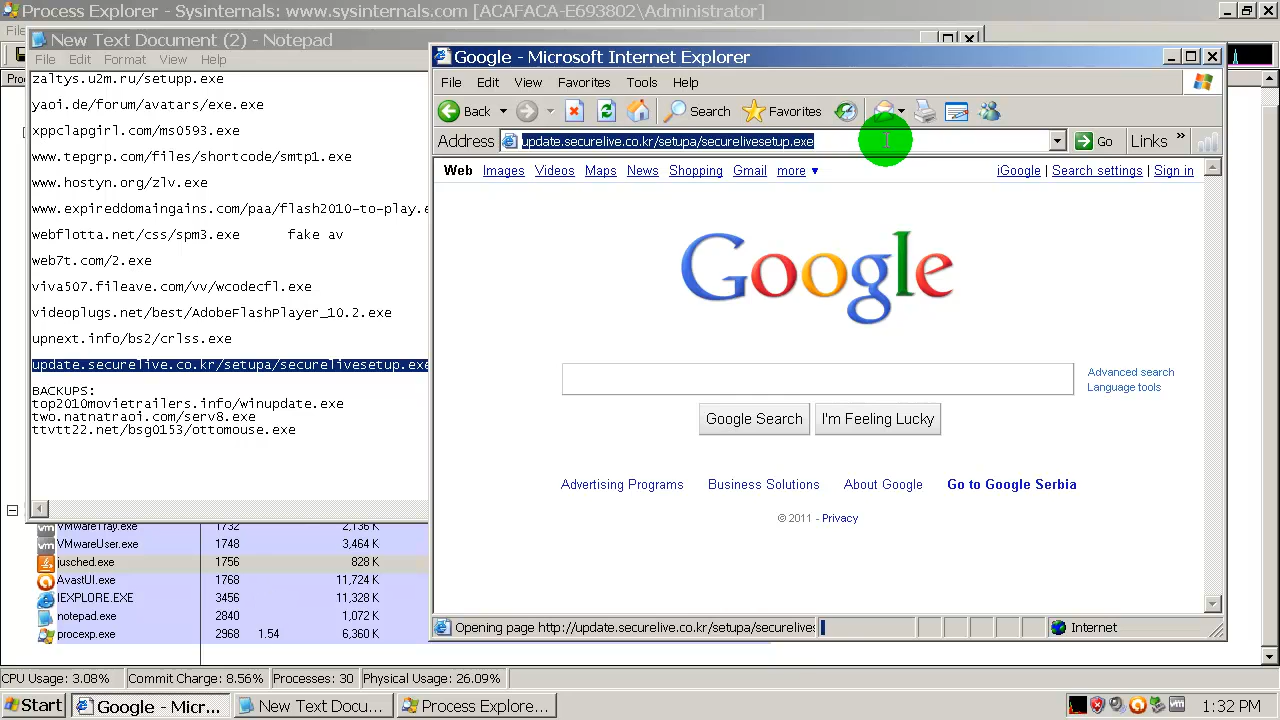 Process Explorer - Sysinternals: www.sysinternals.com [ACAFACA-E693802\Administrator]
New Text Document (2) - Notepad
File Edit Format View Help
zaltys.u2m.ru/setupp.exe
yaoi.de/forum/avatars/exe.exe
xppclapgirl.com/ms0593.exe
www.tepgrp.com/files/shortcode/smtp1.exe
www.hostyn.org/zlv.exe
www.expireddomaingains.com/paa/flash2010-to-play.e
webflotta.net/css/spm3.exe fake av
web7t.com/2.exe
viva507.fileave.com/vv/wcodecfl.exe
videoplugs.net/best/AdobeFlashPlayer_10.2.exe
upnext.info/bs2/crlss.exe
update.securelive.co.kr/setupa/securelivesetup.exe
BACKUPS:
top2010movietrailers.info/winupdate.exe
two.natnatraoi.com/serv8.exe
ttvtt22.net/bsg0153/ottomouse.exe
Google - Microsoft Internet Explorer
File Edit View Favorites Tools Help
Back Search Favorites
Address update.securelive.co.kr/setupa/securelivesetup.exe Go Links »
Web Images Videos Maps News Shopping Gmail more ▼ iGoogle | Search settings | Sign in
Google
Advanced search
Language tools
Google Search I'm Feeling Lucky
Advertising Programs Business Solutions About Google Go to Google Serbia
© 2011 - Privacy
Opening page http://update.securelive.co.kr/setupa/securelives Internet
VMwareTray.exe 1732 2,136 K
VMwareUser.exe 1748 3,464 K
jusched.exe 1756 828 K
AvastUI.exe 1768 11,724 K
IEXPLORE.EXE 3456 11,328 K
notepad.exe 2840 1,072 K
procexp.exe 2968 1.54 6,360 K
CPU Usage: 3.08% Commit Charge: 8.56% Processes: 30 Physical Usage: 26.09%
Start Google - Mic... New Text Docu... Process Explore... 1:32 PM